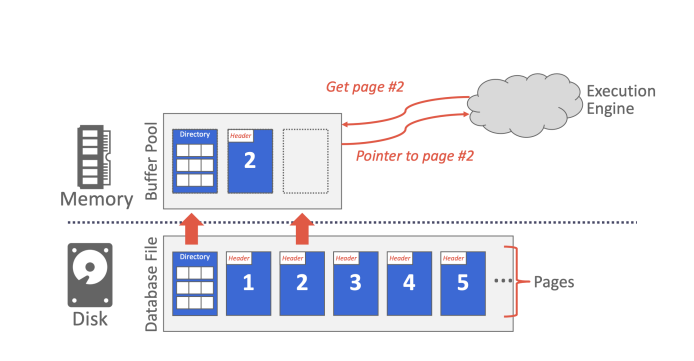 Get page #2
Execution
Engine
Pointer to page #2
Buffer Pool
Directory
Header
2
Memory
Database File
Directory
Header
1
Header
2
Header
3
Header
4
Header
5
...
Pages
Disk